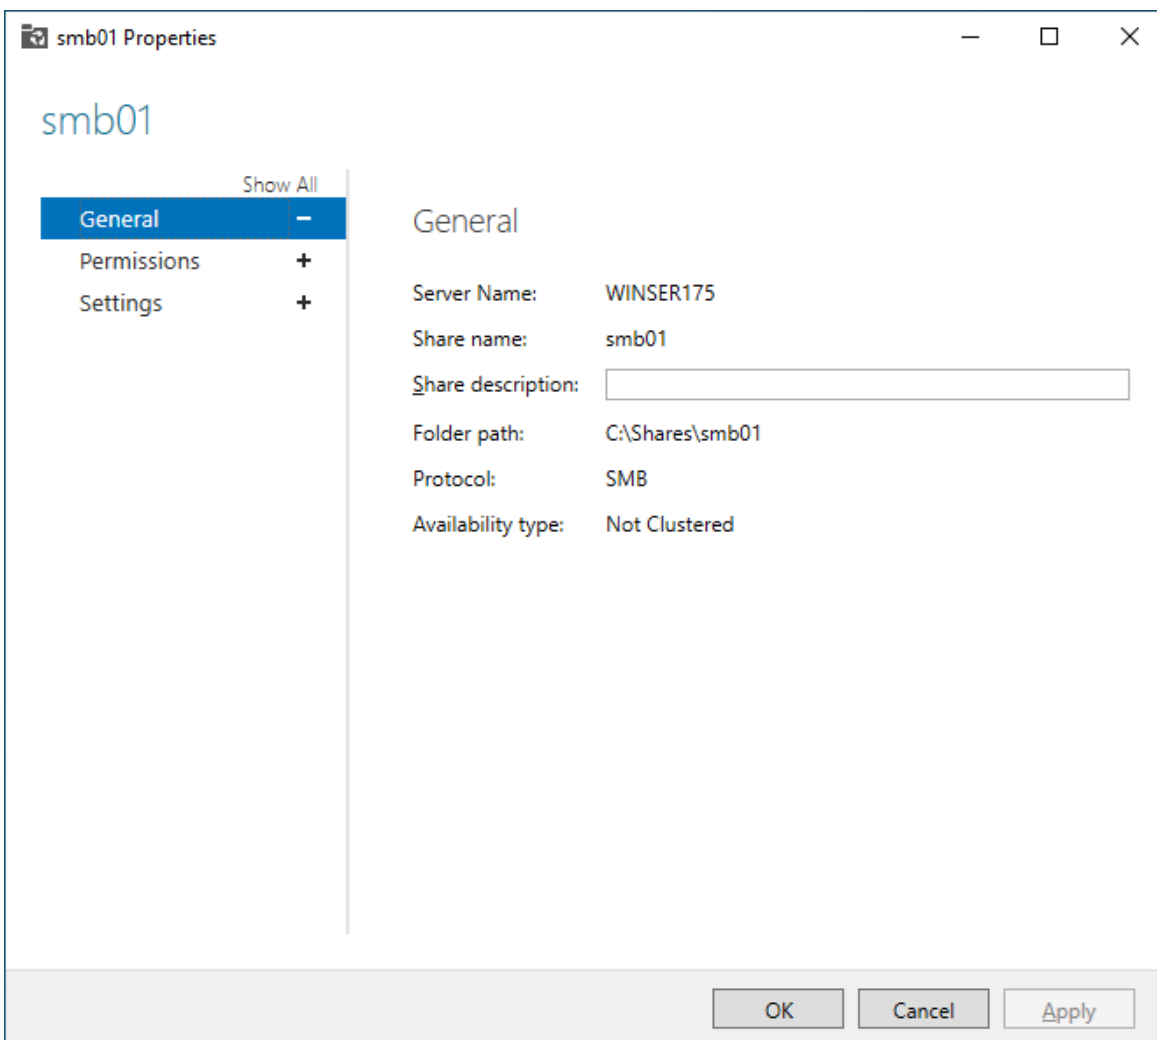 smb01 Properties
smb01
Show All
General
Permissions
Settings
General
Server Name: WINSER175
Share name: smb01
Share description:
Folder path: C:\Shares\smb01
Protocol: SMB
Availability type: Not Clustered
OK Cancel Apply